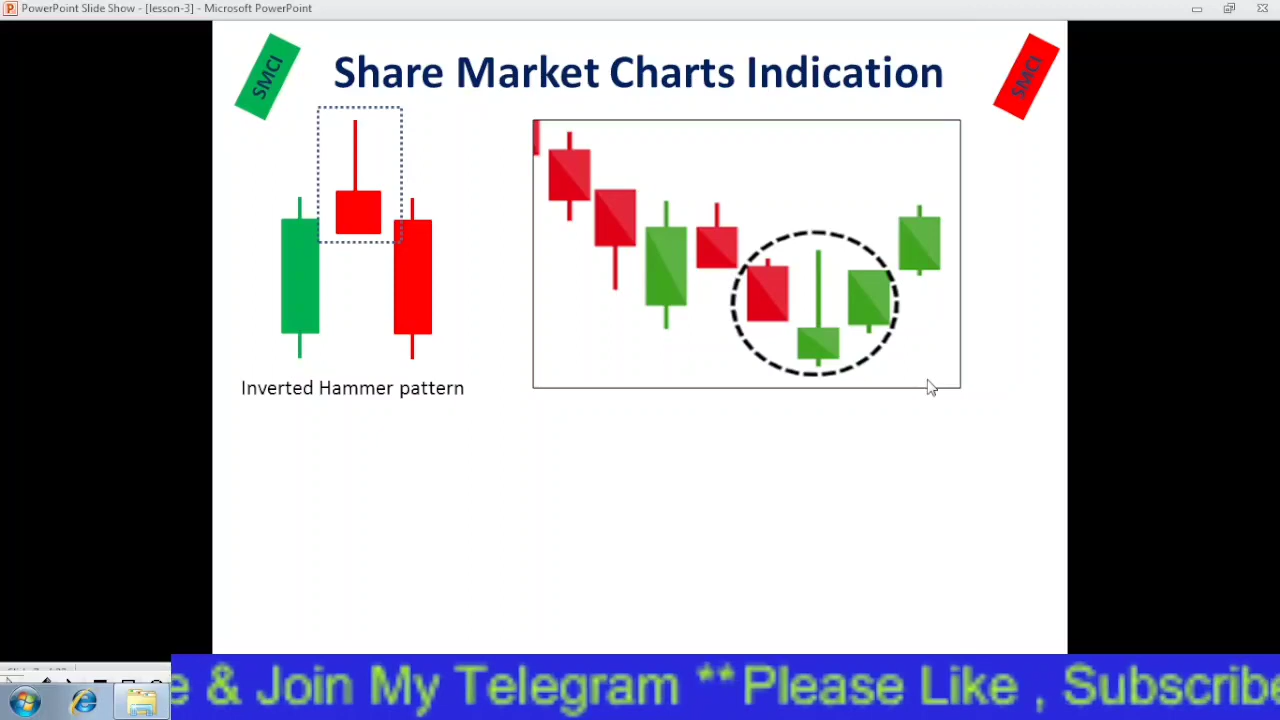 PowerPoint Slide Show - [lesson-3] - Microsoft PowerPoint
SMCI
Share Market Charts Indication
SMCI
Inverted Hammer pattern
e & Join My Telegram **Please Like , Subscribe